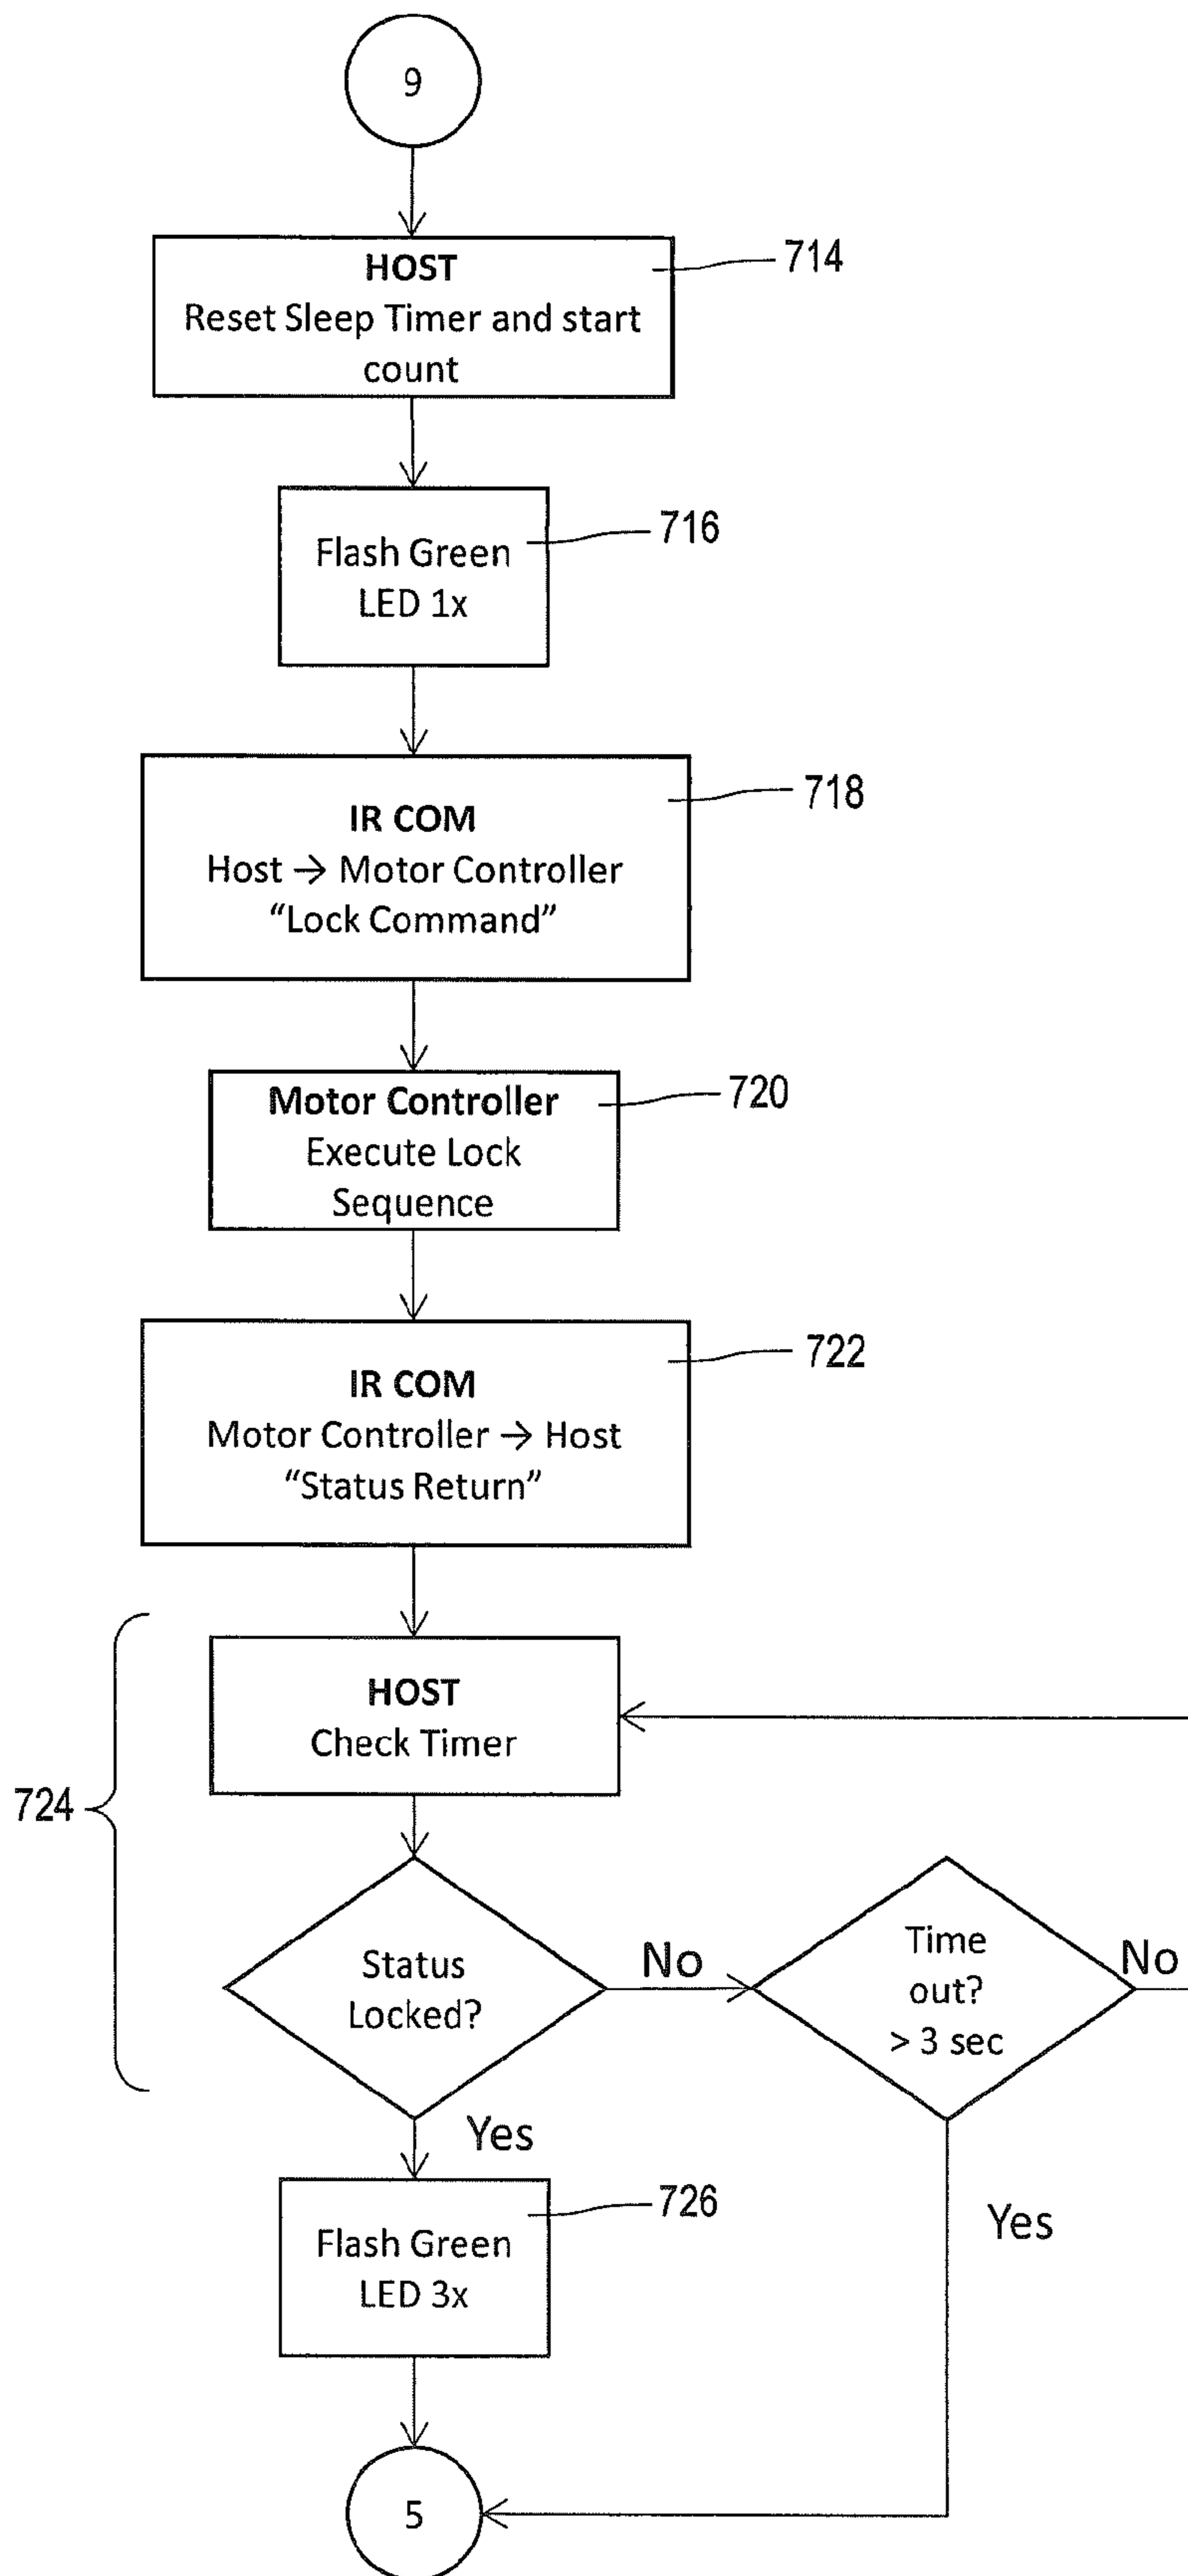 9
HOST
714
Reset Sleep Timer and start
count
Flash Green
716
LED 1x
IR COM
718
Host → Motor Controller
“Lock Command”
Motor Controller
720
Execute Lock
Sequence
IR COM
722
Motor Controller → Host
“Status Return”
HOST
Check Timer
724
Status
Locked?
No
Time
out?
> 3 sec
No
Yes
Flash Green
726
LED 3x
Yes
5